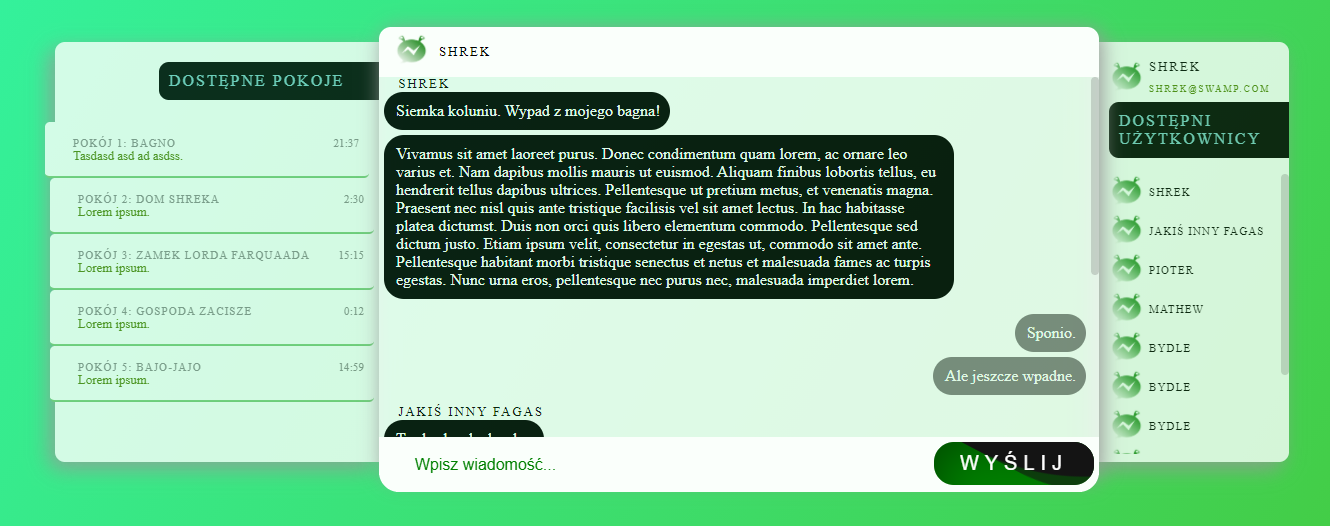 DOSTĘPNE POKOJE
POKÓJ 1: BAGNO 21:37
Tasdasd asd ad asdss.
POKÓJ 2: DOM SHREKA 2:30
Lorem ipsum.
POKÓJ 3: ZAMEK LORDA FARQUAADA 15:15
Lorem ipsum.
POKÓJ 4: GOSPODA ZACISZE 0:12
Lorem ipsum.
POKÓJ 5: BAJO-JAJO 14:59
Lorem ipsum.
SHREK
SHREK
Siemka koluniu. Wypad z mojego bagna!
Vivamus sit amet laoreet purus. Donec condimentum quam lorem, ac ornare leo
varius et. Nam dapibus mollis mauris ut euismod. Aliquam finibus lobortis tellus, eu
hendrerit tellus dapibus ultrices. Pellentesque ut pretium metus, et venenatis magna.
Praesent nec nisl quis ante tristique facilisis vel sit amet lectus. In hac habitasse
platea dictumst. Duis non orci quis libero elementum commodo. Pellentesque sed
dictum justo. Etiam ipsum velit, consectetur in egestas ut, commodo sit amet ante.
Pellentesque habitant morbi tristique senectus et netus et malesuada fames ac turpis
egestas. Nunc urna eros, pellentesque nec purus nec, malesuada imperdiet lorem.
Sponio.
Ale jeszcze wpadne.
JAKIŚ INNY FAGAS
Wpisz wiadomość...
WYŚLIJ
SHREK
SHREK@SWAMP.COM
DOSTĘPNI
UŻYTKOWNICY
SHREK
JAKIŚ INNY FAGAS
PIOTER
MATHEW
BYDLE
BYDLE
BYDLE